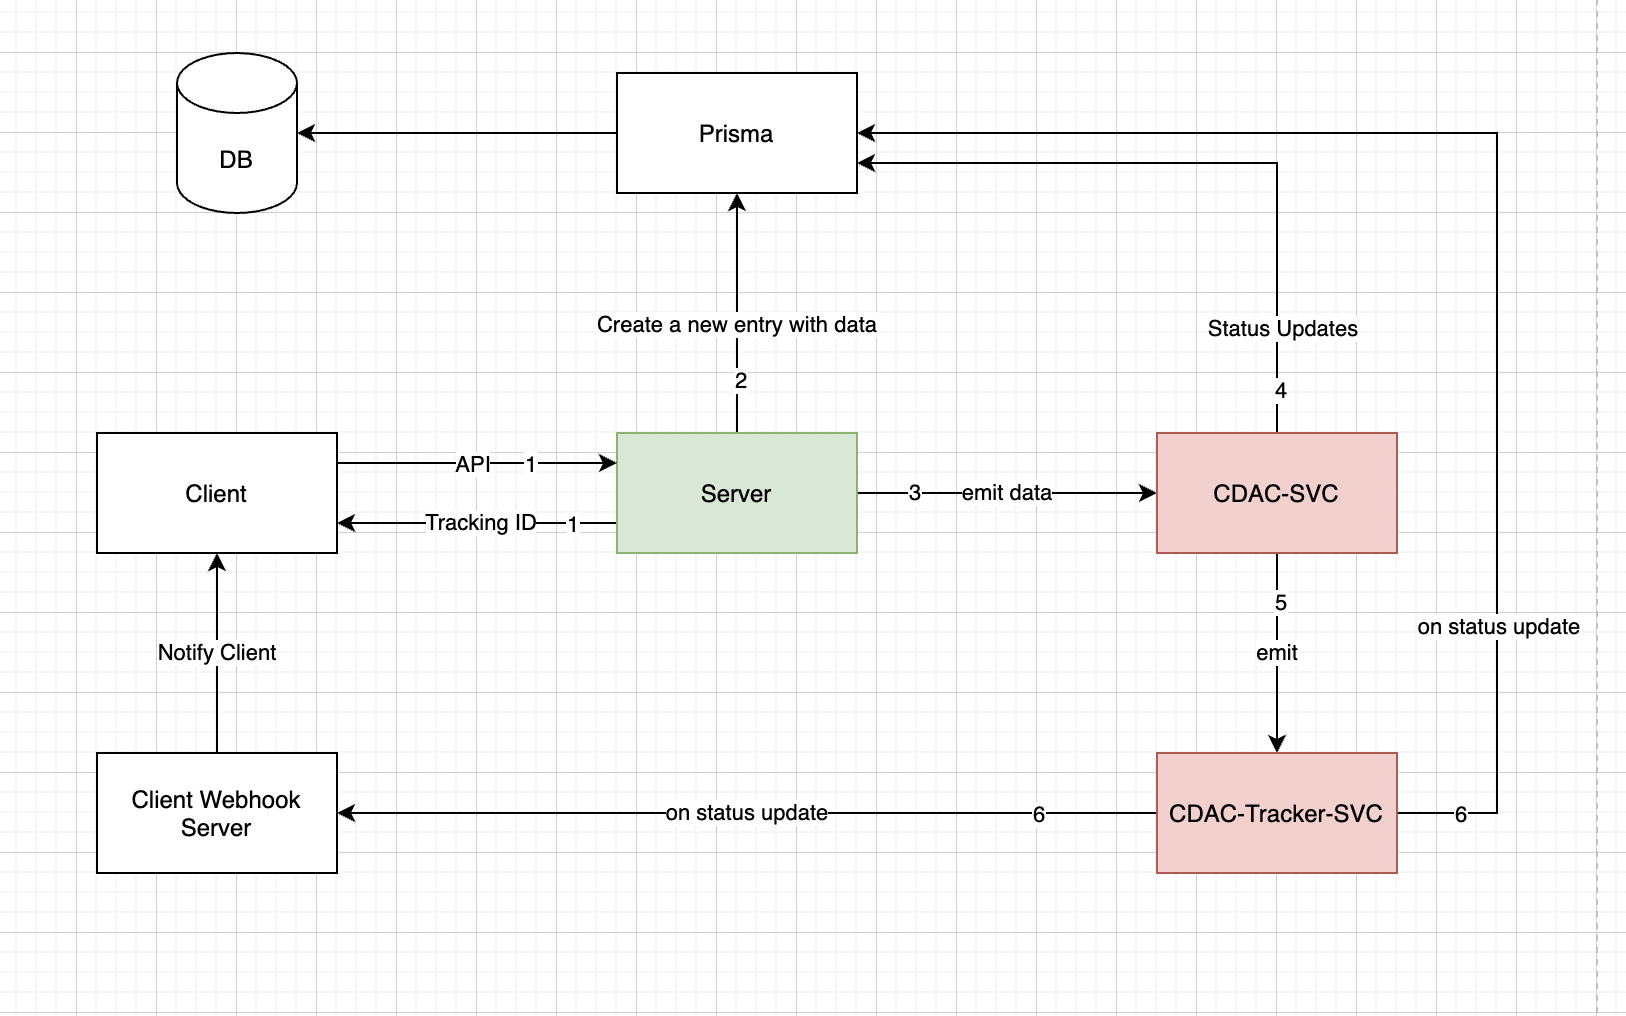 DB
Prisma
Create a new entry with data
2
Status Updates
4
Client
API
1
Tracking ID
1
Server
3
emit data
CDAC-SVC
5
emit
on status update
Notify Client
Client Webhook
Server
on status update
6
CDAC-Tracker-SVC
6